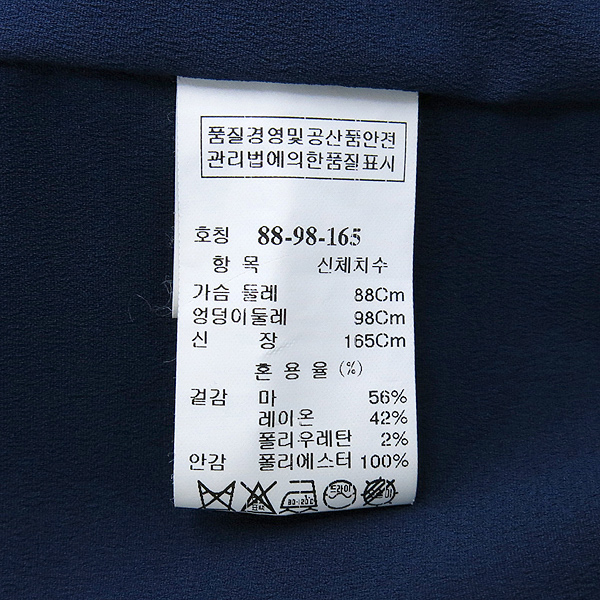 품질경영및공산품안전
관리법에의한품질표시
호칭 88-98-165
항 목 신체치수
가슴 둘레 88Cm
엉덩이둘레 98Cm
신 장 165Cm
혼 용 율 (%)
겉감 마 56%
레이온 42%
폴리우레탄 2%
안감 폴리에스터 100%
드라이